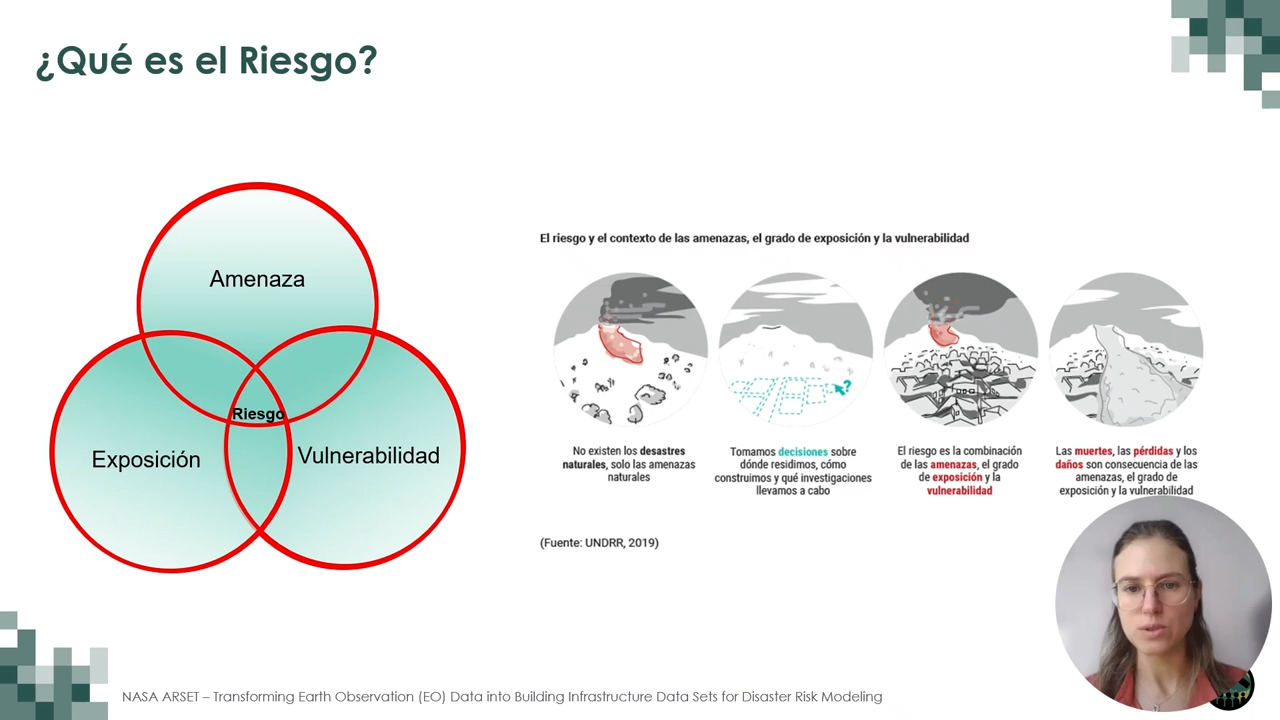 ¿Qué es el Riesgo?
Amenaza
Riesgo
Exposición
Vulnerabilidad
El riesgo y el contexto de las amenazas, el grado de exposición y la vulnerabilidad
?
No existen los desastres
naturales, solo las amenazas
naturales
Tomamos decisiones sobre
dónde residimos, cómo
construimos y qué investigaciones
llevamos a cabo
El riesgo es la combinación
de las amenazas, el grado
de exposición y la
vulnerabilidad
Las muertes, las pérdidas y los
daños son consecuencia de las
amenazas, el grado de
exposición y la vulnerabilidad
(Fuente: UNDRR, 2019)
NASA ARSET – Transforming Earth Observation (EO) Data into Building Infrastructure Data Sets for Disaster Risk Modeling